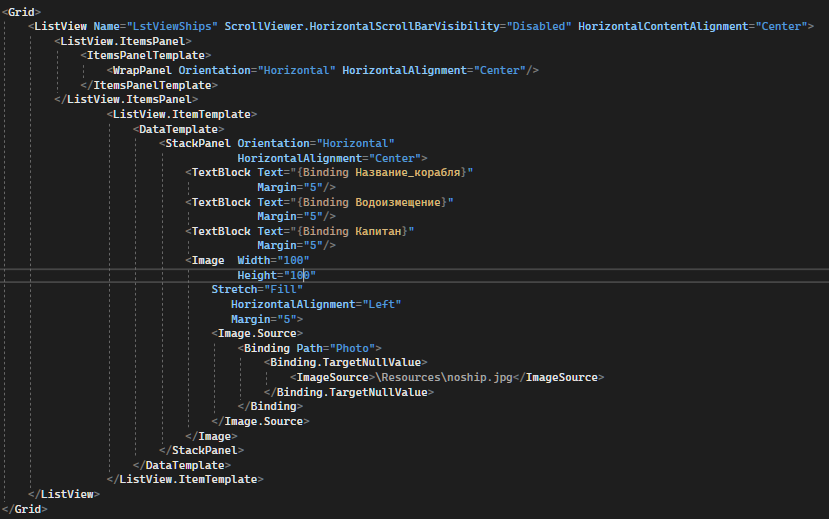 <Grid>
<ListView Name="LstViewShips" ScrollViewer.HorizontalScrollBarVisibility="Disabled" HorizontalContentAlignment="Center">
<ListView.ItemsPanel>
<ItemsPanelTemplate>
<WrapPanel Orientation="Horizontal" HorizontalAlignment="Center"/>
</ItemsPanelTemplate>
</ListView.ItemsPanel>
<ListView.ItemTemplate>
<DataTemplate>
<StackPanel Orientation="Horizontal"
HorizontalAlignment="Center">
<TextBlock Text="{Binding Название_корабля}"
Margin="5"/>
<TextBlock Text="{Binding Водоизмещение}"
Margin="5"/>
<TextBlock Text="{Binding Капитан}"
Margin="5"/>
<Image Width="100"
Height="100"
Stretch="Fill"
HorizontalAlignment="Left"
Margin="5">
<Image.Source>
<Binding Path="Photo">
<Binding.TargetNullValue>
<ImageSource>\Resources\noship.jpg</ImageSource>
</Binding.TargetNullValue>
</Binding>
</Image.Source>
</Image>
</StackPanel>
</DataTemplate>
</ListView.ItemTemplate>
</ListView>
</Grid>